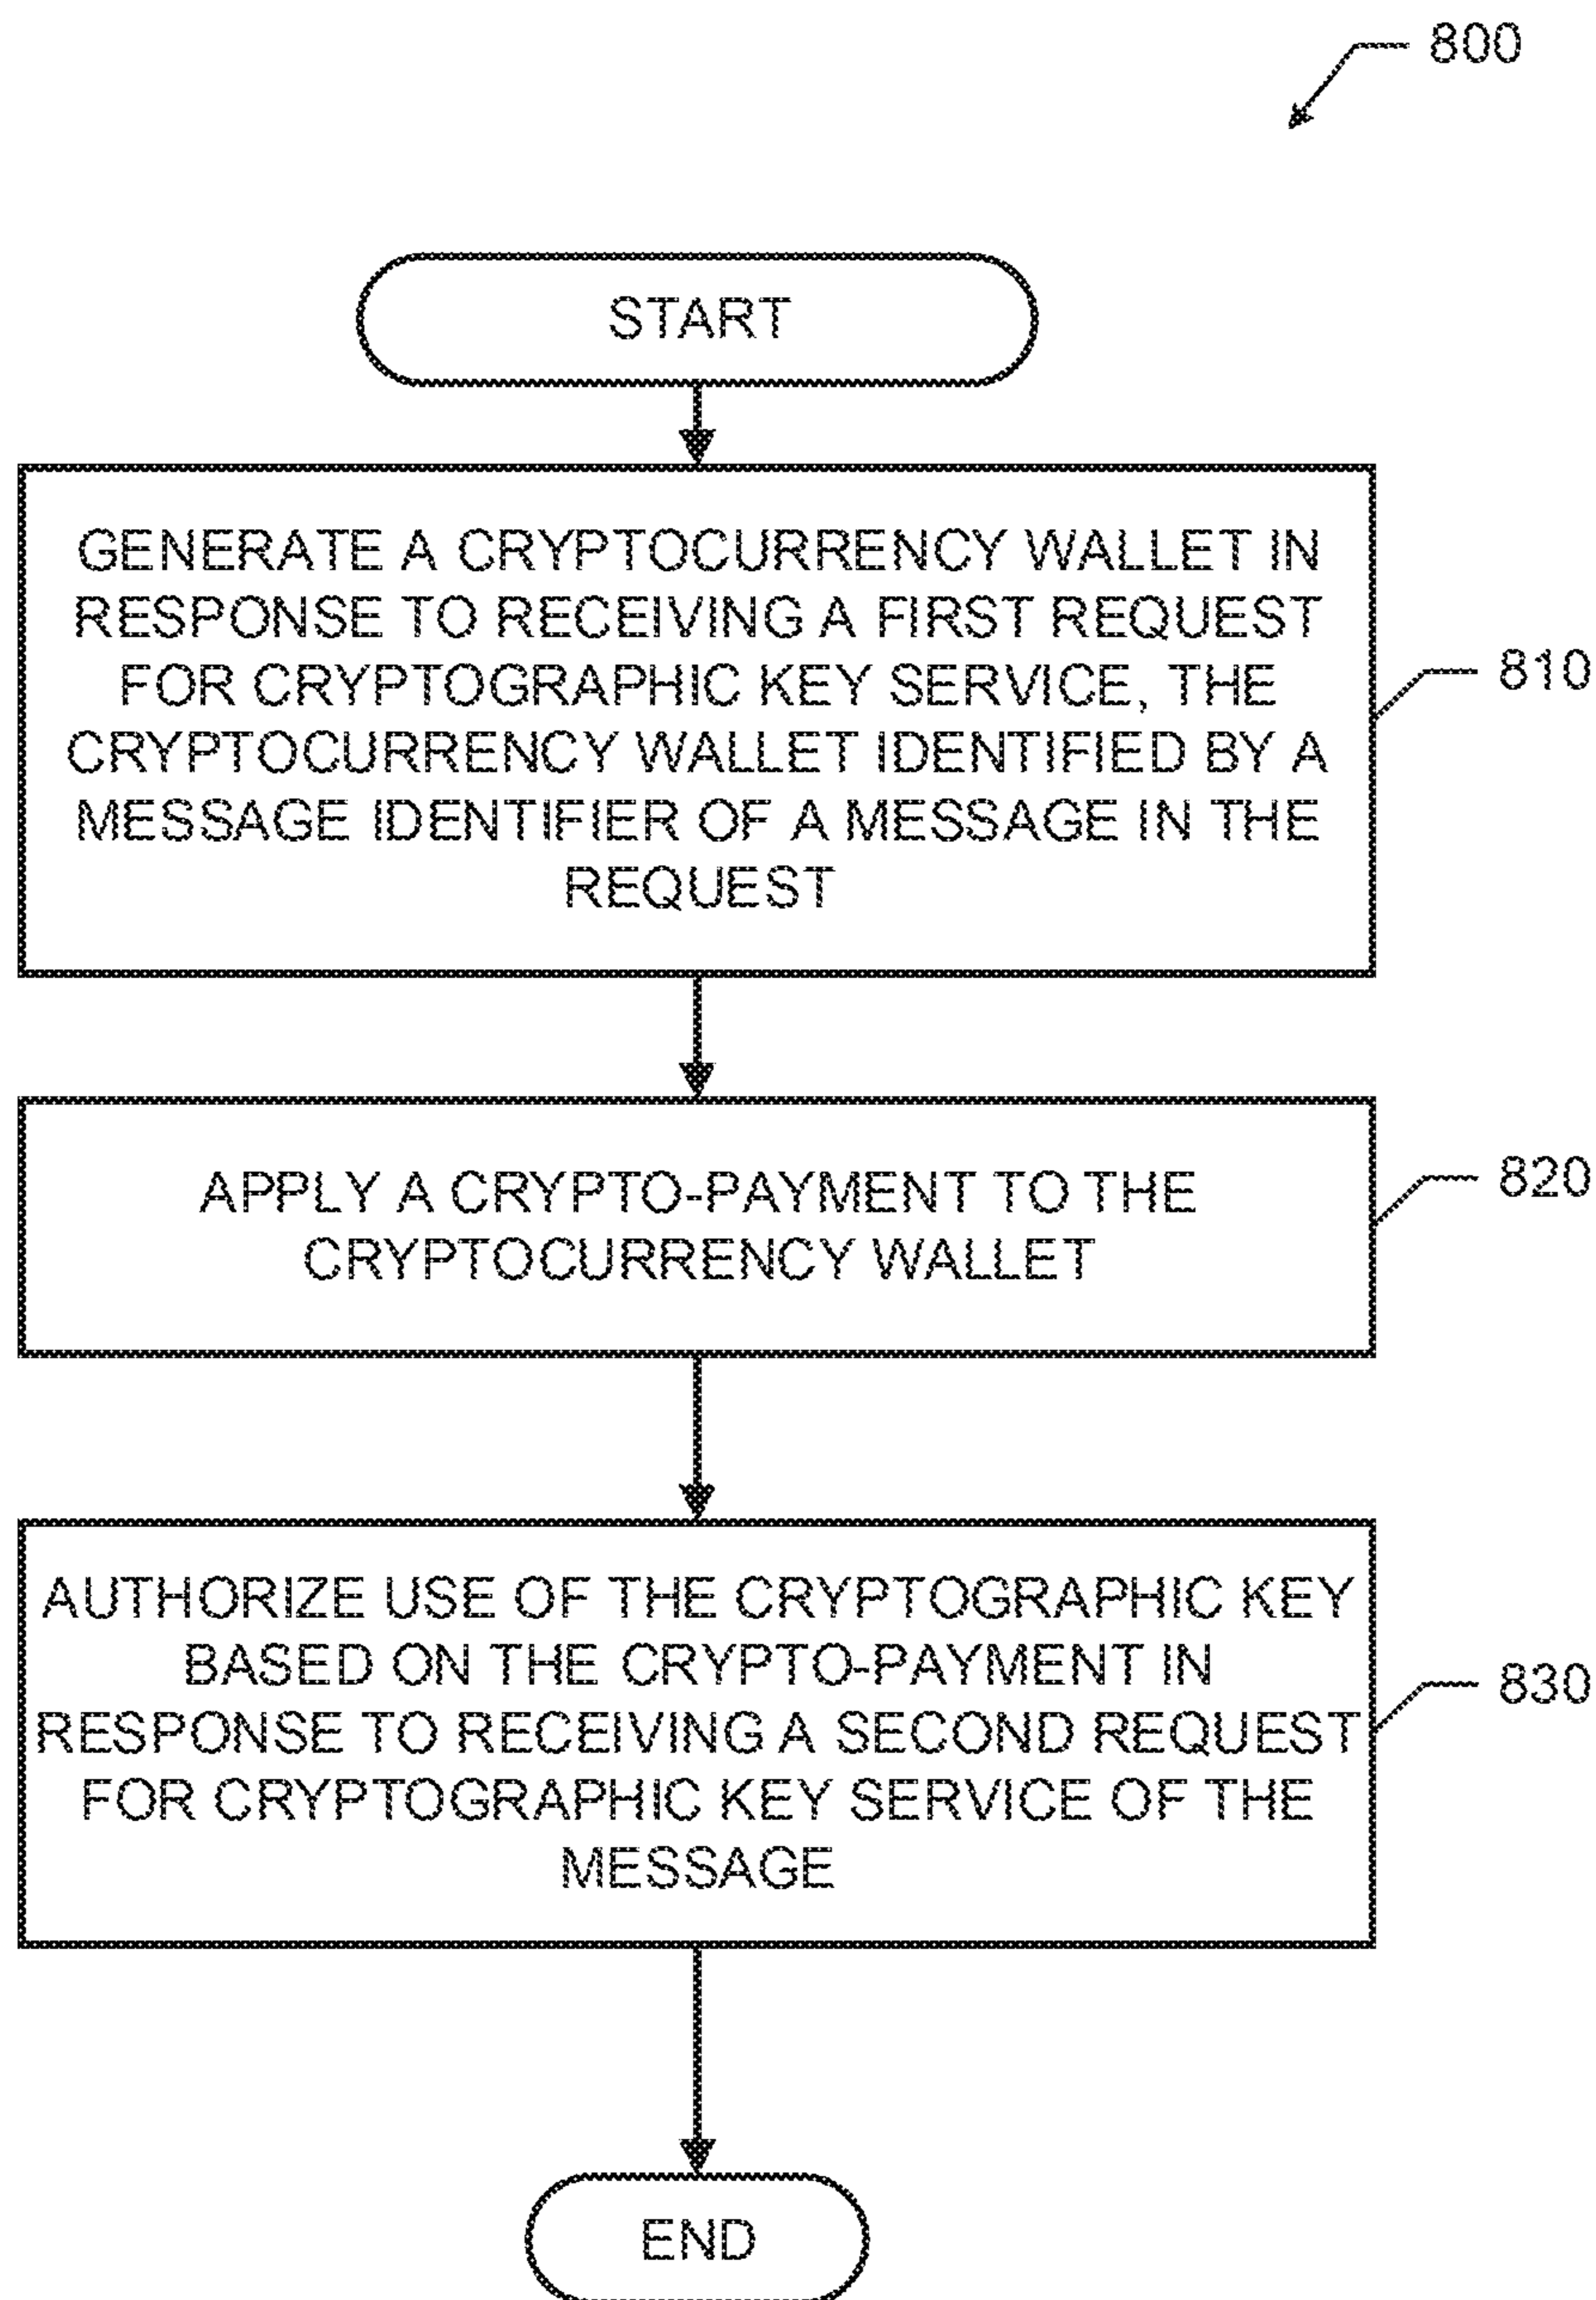 800
START
GENERATE A CRYPTOCURRENCY WALLET IN
RESPONSE TO RECEIVING A FIRST REQUEST
FOR CRYPTOGRAPHIC KEY SERVICE, THE
CRYPTOCURRENCY WALLET IDENTIFIED BY A
MESSAGE IDENTIFIER OF A MESSAGE IN THE
REQUEST
810
APPLY A CRYPTO-PAYMENT TO THE
CRYPTOCURRENCY WALLET
820
AUTHORIZE USE OF THE CRYPTOGRAPHIC KEY
BASED ON THE CRYPTO-PAYMENT IN
RESPONSE TO RECEIVING A SECOND REQUEST
FOR CRYPTOGRAPHIC KEY SERVICE OF THE
MESSAGE
830
END